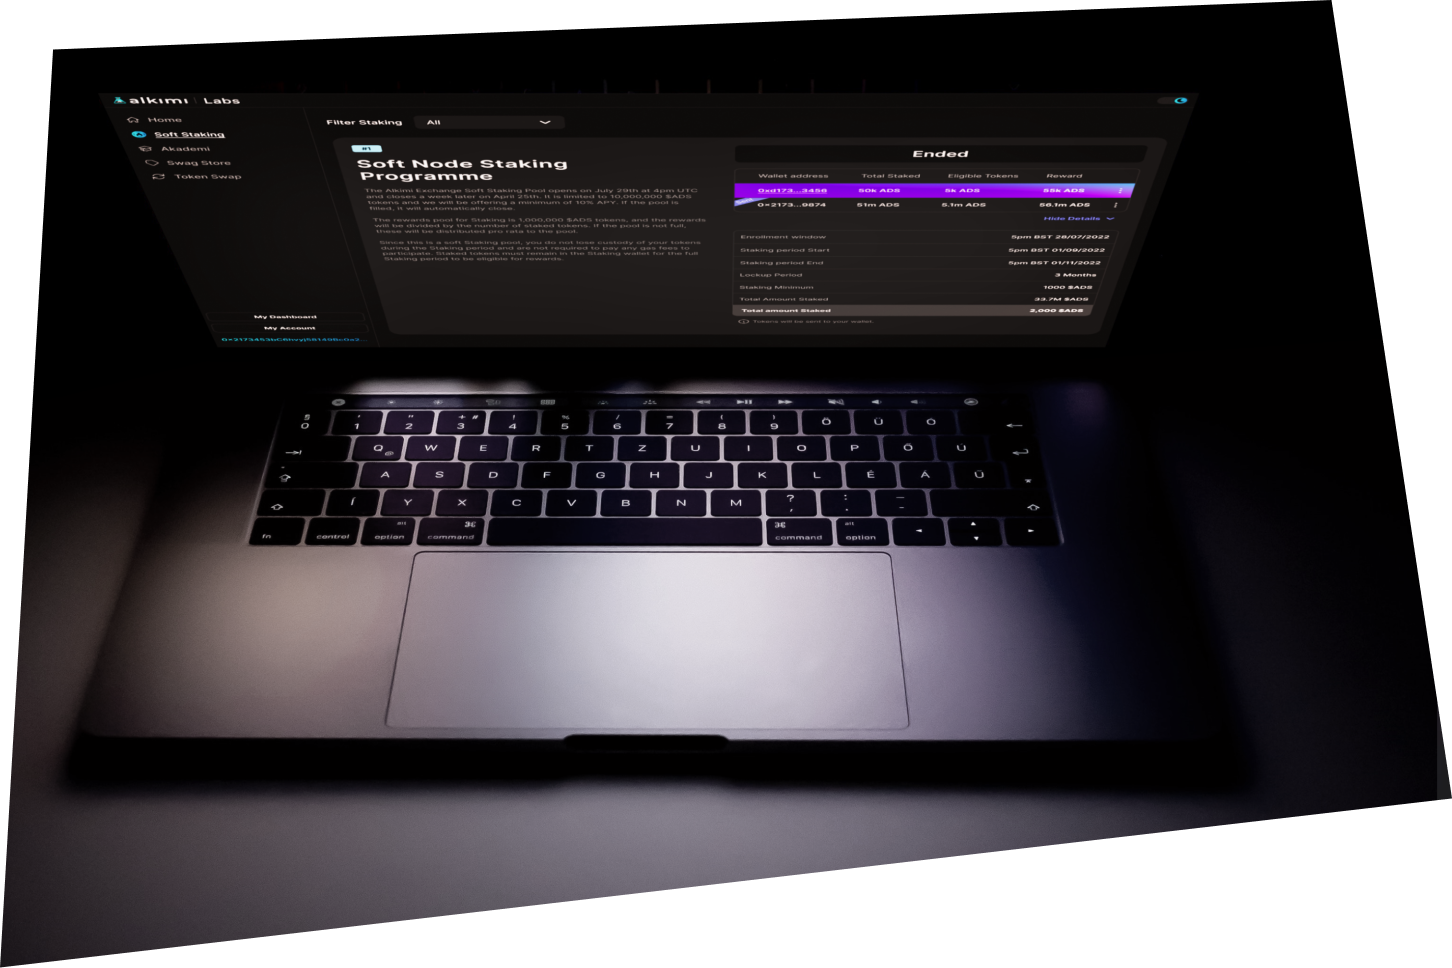 alkimi Labs
Home
Soft Staking
Akademi
Swag Store
Token Swap
My Dashboard
My Account
Filter Staking All
#1
Soft Node Staking
Programme
The Alkimi Exchange Soft Staking Pool opens on July 29th at 4pm UTC
and closes a week later on April 25th. It is limited to 10,000,000 $ADS
tokens and we will be offering a minimum of 10% APY. If the pool is
filled, it will automatically close.
The rewards pool for Staking is 1,000,000 $ADS tokens, and the rewards
will be divided by the number of staked tokens. If the pool is not full,
these will be distributed pro rata to the pool.
Since this is a soft Staking pool, you do not lose custody of your tokens
during the Staking period and are not required to pay any gas fees to
participate. Staked tokens must remain in the Staking wallet for the full
Staking period to be eligible for rewards.
Ended
Wallet address Total Staked Eligible Tokens Reward
0xd173...3456 50k ADS 5k ADS 55k ADS
0x2173...9874 51m ADS 5.1m ADS 56.1m ADS
Hide Details
Enrollment window 5pm BST 28/07/2022
Staking period Start 5pm BST 01/09/2022
Staking period End 5pm BST 01/11/2022
Lockup Period 3 Months
Staking Minimum 1000 $ADS
Total Amount Staked 33.7M $ADS
Total amount Staked 2,000 $ADS
Tokens will be sent to your wallet.
§ ' " + # ! % / = ( )
0 1 2 3 4 5 6 7 8 9 Ö Ü Ó
Q @ W E R T Z U I O P Ő Ú
A S D F G H J K L É Á Ű
Í Y X C V B N M ? , : . _ -
fn control alt option ⌘ command ⌘ command alt option